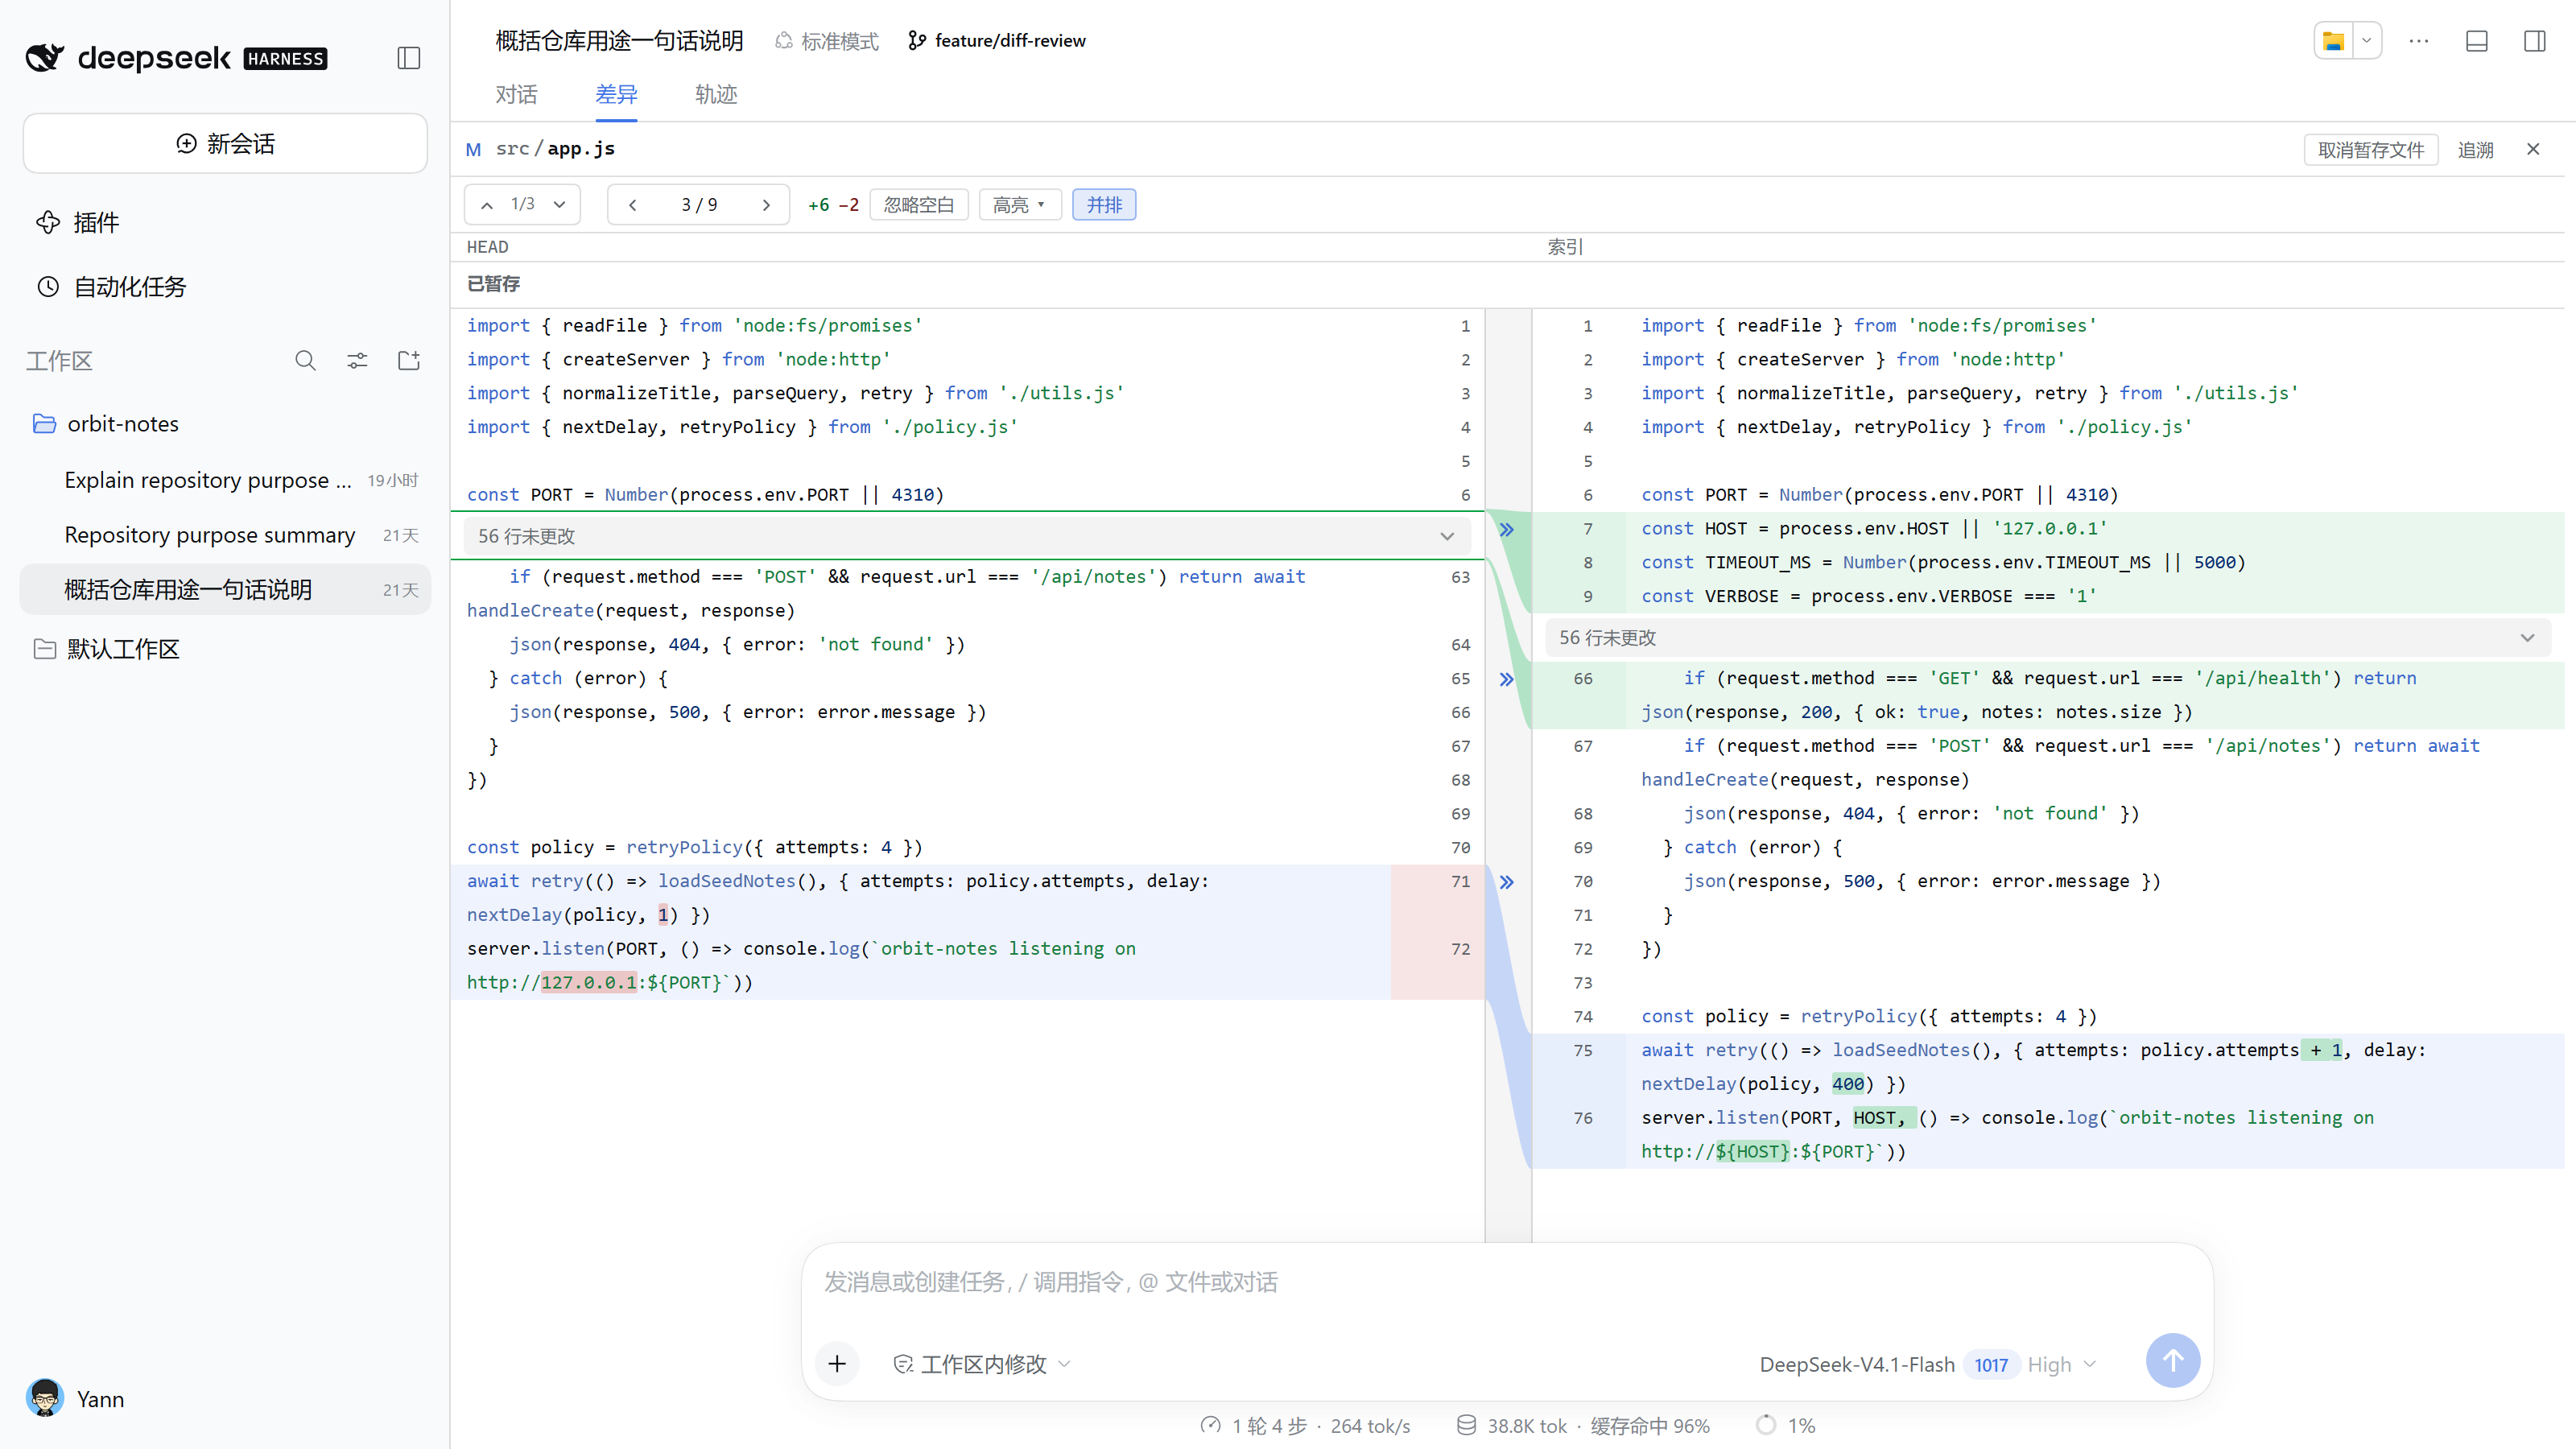 deepseek HARNESS
新会话
插件
自动化任务
工作区
orbit-notes
Explain repository purpose ... 19小时
Repository purpose summary 21天
概括仓库用途一句话说明 21天
默认工作区
Yann
概括仓库用途一句话说明 标准模式 feature/diff-review
对话 差异 轨迹
M src/app.js 取消暂存文件 追溯
1/3 3 / 9 +6 −2 忽略空白 高亮 并排
HEAD 索引
已暂存
import { readFile } from 'node:fs/promises' 1
import { createServer } from 'node:http' 2
import { normalizeTitle, parseQuery, retry } from './utils.js' 3
import { nextDelay, retryPolicy } from './policy.js' 4
5
const PORT = Number(process.env.PORT || 4310) 6
56 行未更改
if (request.method === 'POST' && request.url === '/api/notes') return await 63
handleCreate(request, response)
json(response, 404, { error: 'not found' }) 64
} catch (error) { 65
json(response, 500, { error: error.message }) 66
} 67
}) 68
69
const policy = retryPolicy({ attempts: 4 }) 70
await retry(() => loadSeedNotes(), { attempts: policy.attempts, delay: 71
nextDelay(policy, 1) })
server.listen(PORT, () => console.log(`orbit-notes listening on 72
http://127.0.0.1:${PORT}`))
1 import { readFile } from 'node:fs/promises'
2 import { createServer } from 'node:http'
3 import { normalizeTitle, parseQuery, retry } from './utils.js'
4 import { nextDelay, retryPolicy } from './policy.js'
5
6 const PORT = Number(process.env.PORT || 4310)
7 const HOST = process.env.HOST || '127.0.0.1'
8 const TIMEOUT_MS = Number(process.env.TIMEOUT_MS || 5000)
9 const VERBOSE = process.env.VERBOSE === '1'
56 行未更改
66 if (request.method === 'GET' && request.url === '/api/health') return
json(response, 200, { ok: true, notes: notes.size })
67 if (request.method === 'POST' && request.url === '/api/notes') return await
handleCreate(request, response)
68 json(response, 404, { error: 'not found' })
69 } catch (error) {
70 json(response, 500, { error: error.message })
71 }
72 })
73
74 const policy = retryPolicy({ attempts: 4 })
75 await retry(() => loadSeedNotes(), { attempts: policy.attempts + 1, delay:
nextDelay(policy, 400) })
76 server.listen(PORT, HOST, () => console.log(`orbit-notes listening on
http://${HOST}:${PORT}`))
发消息或创建任务, / 调用指令, @ 文件或对话
工作区内修改 DeepSeek-V4.1-Flash 1017 High
1 轮 4 步 · 264 tok/s 38.8K tok · 缓存命中 96% 1%